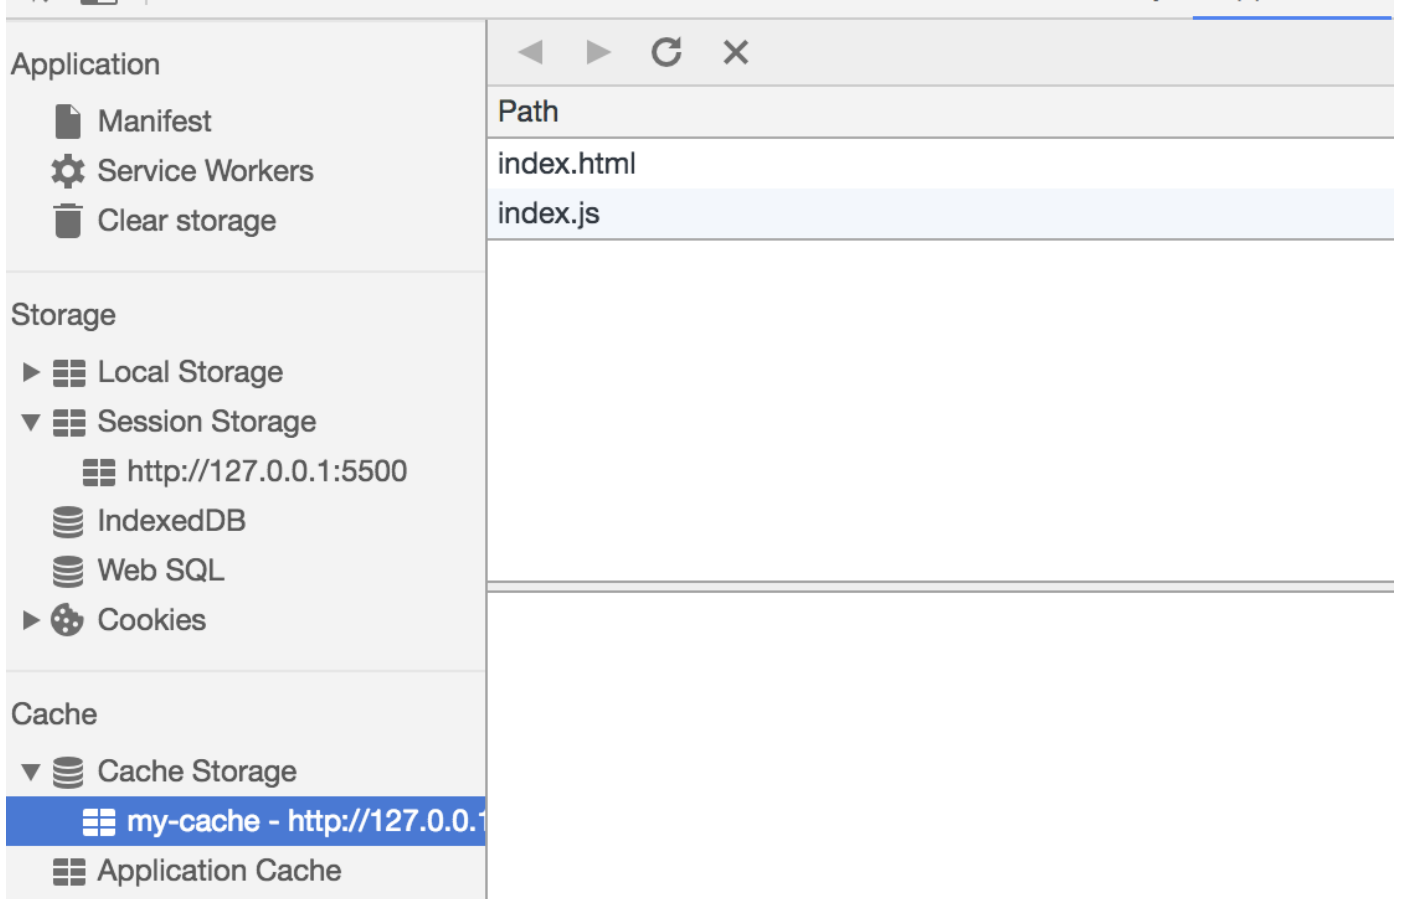 Application
Manifest
Service Workers
Clear storage
Storage
Local Storage
Session Storage
http://127.0.0.1:5500
IndexedDB
Web SQL
Cookies
Cache
Cache Storage
my-cache - http://127.0.0.1
Application Cache
Path
index.html
index.js